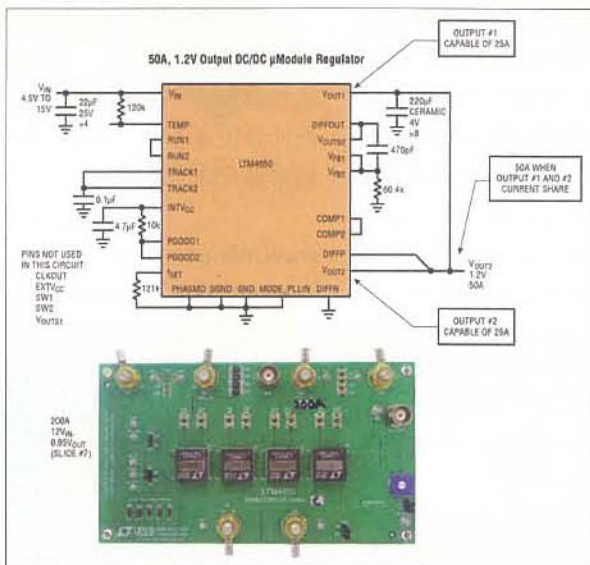 OUTPUT #1
CAPABLE OF 25A
50A, 1.2V Output DC/DC µModule Regulator
VIN
4.5V TO
15V
22µF
25V
×4
120k
VIN
TEMP
RUN1
RUN2
TRACK1
TRACK2
INTVCC
PGOOD1
PGOOD2
fSET
0.1µF
4.7µF
10k
121k
LTM4650
VOUT1
DIFFOUT
VOUTS2
VFB1
VFB2
COMP1
COMP2
DIFFP
VOUT2
PHASMD
SGND
GND
MODE_PLLIN
DIFFN
220µF
CERAMIC
4V
×8
470pF
60.4k
50A WHEN
OUTPUT #1 AND #2
CURRENT SHARE
VOUT2
1.2V
50A
PINS NOT USED
IN THIS CIRCUIT:
CLKOUT
EXTVCC
SW1
SW2
VOUTS1
OUTPUT #2
CAPABLE OF 25A
200A
12VIN,
0.95VOUT
(SLICE #7)
200A
LTM4650